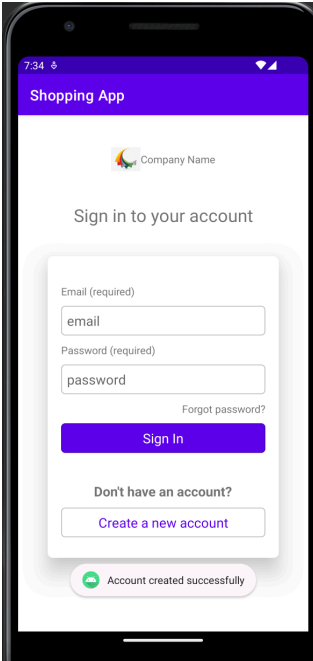 7:34
Shopping App
Company Name
Sign in to your account
Email (required)
email
Password (required)
password
Forgot password?
Sign In
Don't have an account?
Create a new account
Account created successfully